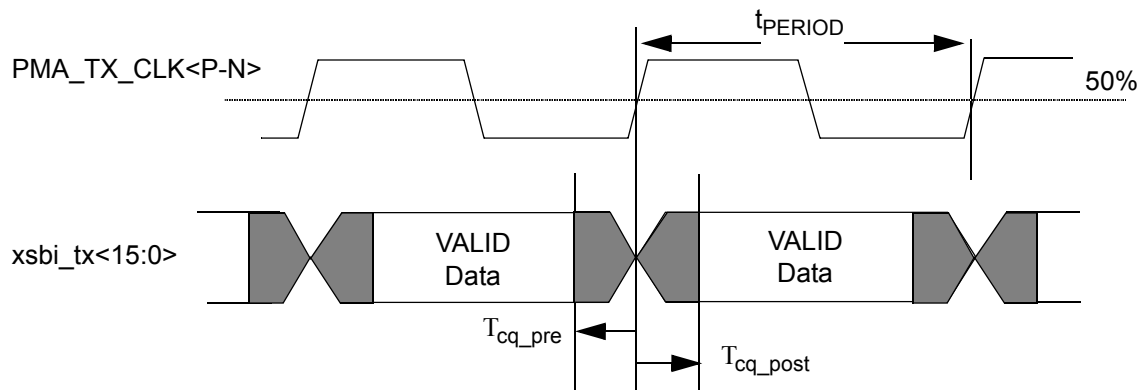 tPERIOD
PMA_TX_CLK<P-N>
50%
xsbi_tx<15:0>
VALID
Data
VALID
Data
Tcq_pre
Tcq_post